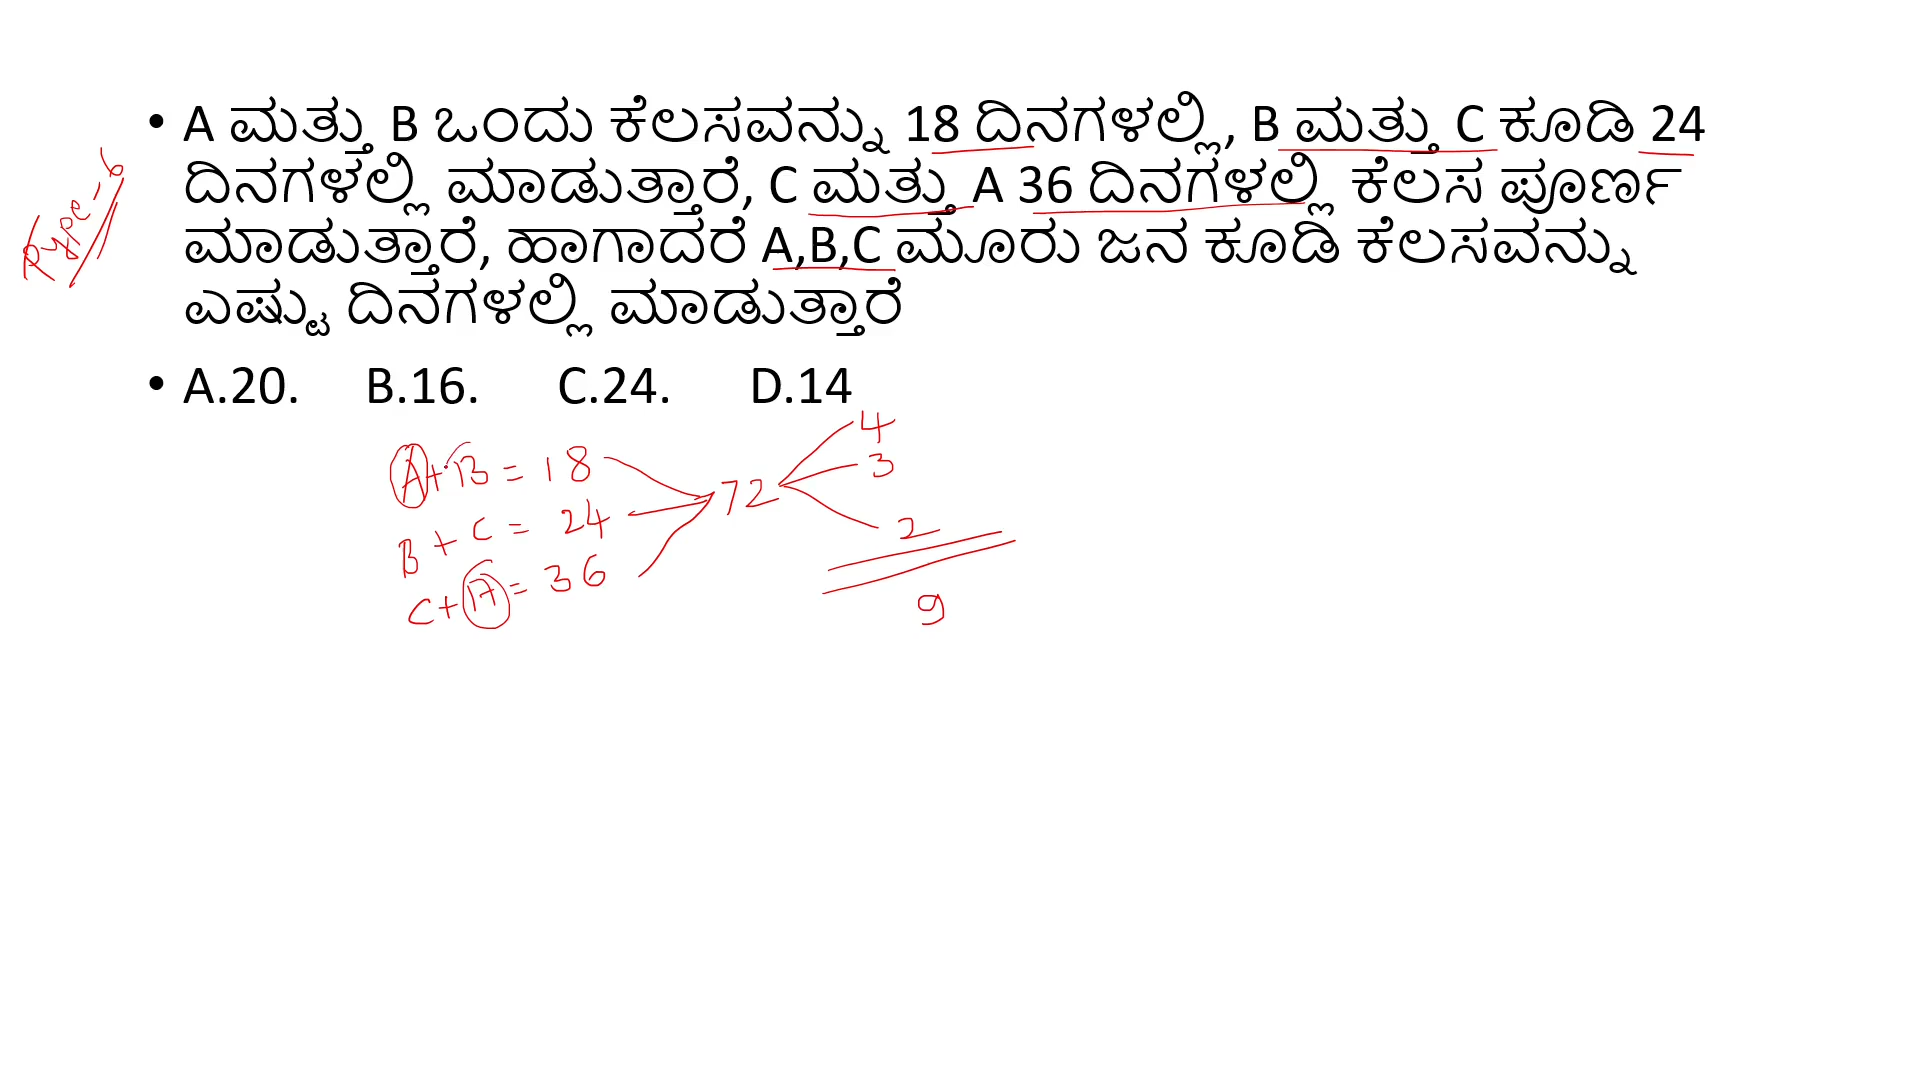 Type-6
• A ಮತ್ತು B ಒಂದು ಕೆಲಸವನ್ನು 18 ದಿನಗಳಲ್ಲಿ, B ಮತ್ತು C ಕೂಡಿ 24
ದಿನಗಳಲ್ಲಿ ಮಾಡುತ್ತಾರೆ, C ಮತ್ತು A 36 ದಿನಗಳಲ್ಲಿ ಕೆಲಸ ಪೂರ್ಣ
ಮಾಡುತ್ತಾರೆ, ಹಾಗಾದರೆ A,B,C ಮೂರು ಜನ ಕೂಡಿ ಕೆಲಸವನ್ನು
ಎಷ್ಟು ದಿನಗಳಲ್ಲಿ ಮಾಡುತ್ತಾರೆ
• A.20. B.16. C.24. D.14
A+B = 18
B + C = 24
C+A = 36
72
4
3
2
9